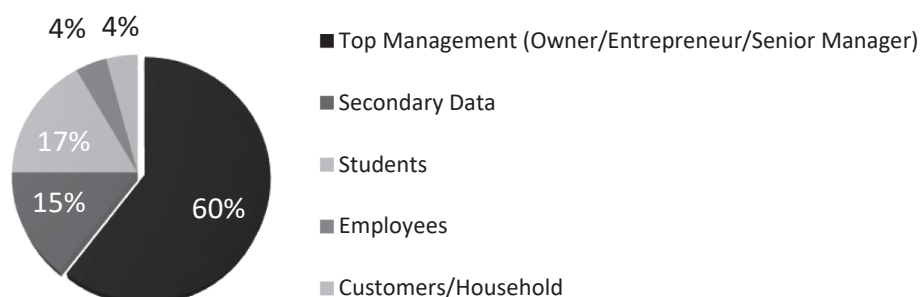 4% 4%
Top Management (Owner/Entrepreneur/Senior Manager)
Secondary Data
17%
Students
15%
60%
Employees
Customers/Household